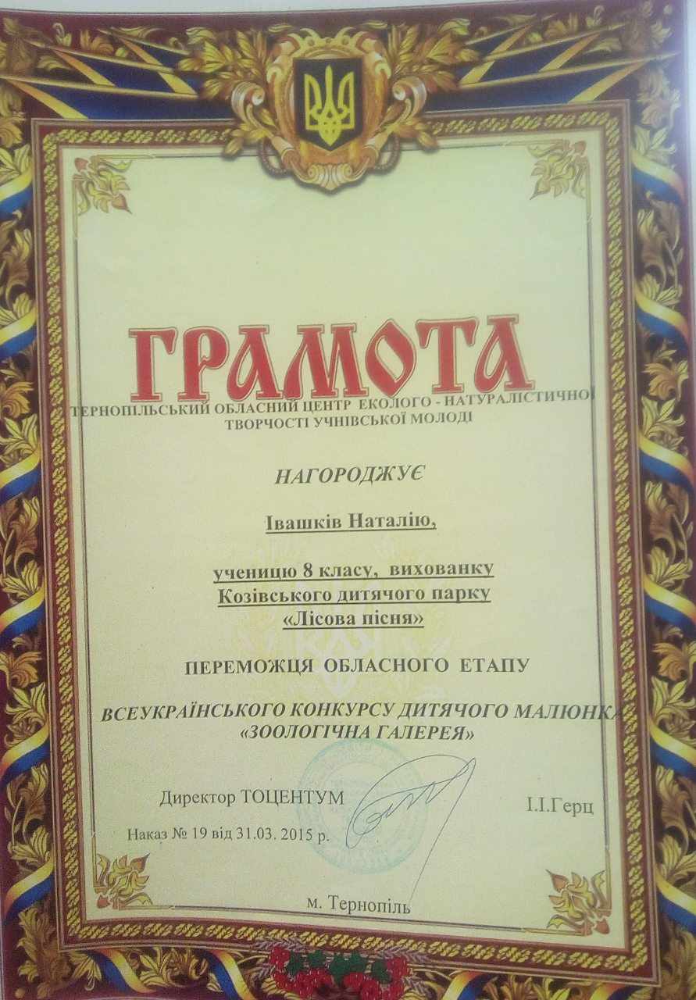 ГРАМОТА
ТЕРНОПІЛЬСЬКИЙ ОБЛАСНИЙ ЦЕНТР ЕКОЛОГО - НАТУРАЛІСТИЧНОЇ
ТВОРЧОСТІ УЧНІВСЬКОЇ МОЛОДІ
НАГОРОДЖУЄ
Івашків Наталію,
ученицю 8 класу, вихованку
Козівського дитячого парку
«Лісова пісня»
ПЕРЕМОЖЦЯ ОБЛАСНОГО ЕТАПУ
ВСЕУКРАЇНСЬКОГО КОНКУРСУ ДИТЯЧОГО МАЛЮНКА
«ЗООЛОГІЧНА ГАЛЕРЕЯ»
Директор ТОЦЕНТУМ І.І.Герц
Наказ № 19 від 31.03. 2015 р.
м. Тернопіль